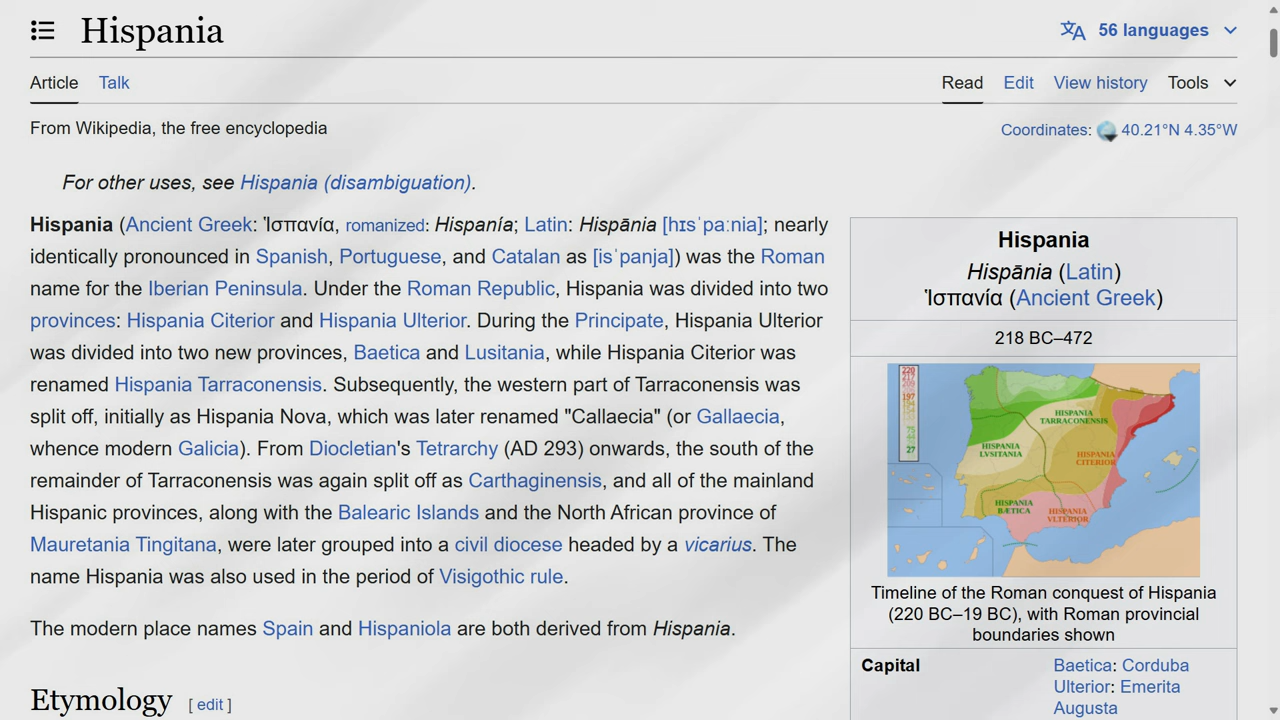 Hispania
56 languages
Article Talk
Read Edit View history Tools
From Wikipedia, the free encyclopedia
Coordinates: 40.21°N 4.35°W
For other uses, see Hispania (disambiguation).
Hispania (Ancient Greek: Ἱσπανία, romanized: Hispanía; Latin: Hispānia [hɪsˈpaːnia]; nearly
identically pronounced in Spanish, Portuguese, and Catalan as [isˈpanja]) was the Roman
name for the Iberian Peninsula. Under the Roman Republic, Hispania was divided into two
provinces: Hispania Citerior and Hispania Ulterior. During the Principate, Hispania Ulterior
was divided into two new provinces, Baetica and Lusitania, while Hispania Citerior was
renamed Hispania Tarraconensis. Subsequently, the western part of Tarraconensis was
split off, initially as Hispania Nova, which was later renamed "Callaecia" (or Gallaecia,
whence modern Galicia). From Diocletian's Tetrarchy (AD 293) onwards, the south of the
remainder of Tarraconensis was again split off as Carthaginensis, and all of the mainland
Hispanic provinces, along with the Balearic Islands and the North African province of
Mauretania Tingitana, were later grouped into a civil diocese headed by a vicarius. The
name Hispania was also used in the period of Visigothic rule.
The modern place names Spain and Hispaniola are both derived from Hispania.
Etymology [ edit ]
Hispania
Hispānia (Latin)
Ἱσπανία (Ancient Greek)
218 BC–472
220
197
75
27
HISPANIA
TARRACONENSIS
HISPANIA
LVSITANIA
HISPANIA
CITERIOR
HISPANIA
BÆTICA
HISPANIA
VLTERIOR
Timeline of the Roman conquest of Hispania
(220 BC–19 BC), with Roman provincial
boundaries shown
Capital
Baetica: Corduba
Ulterior: Emerita
Augusta